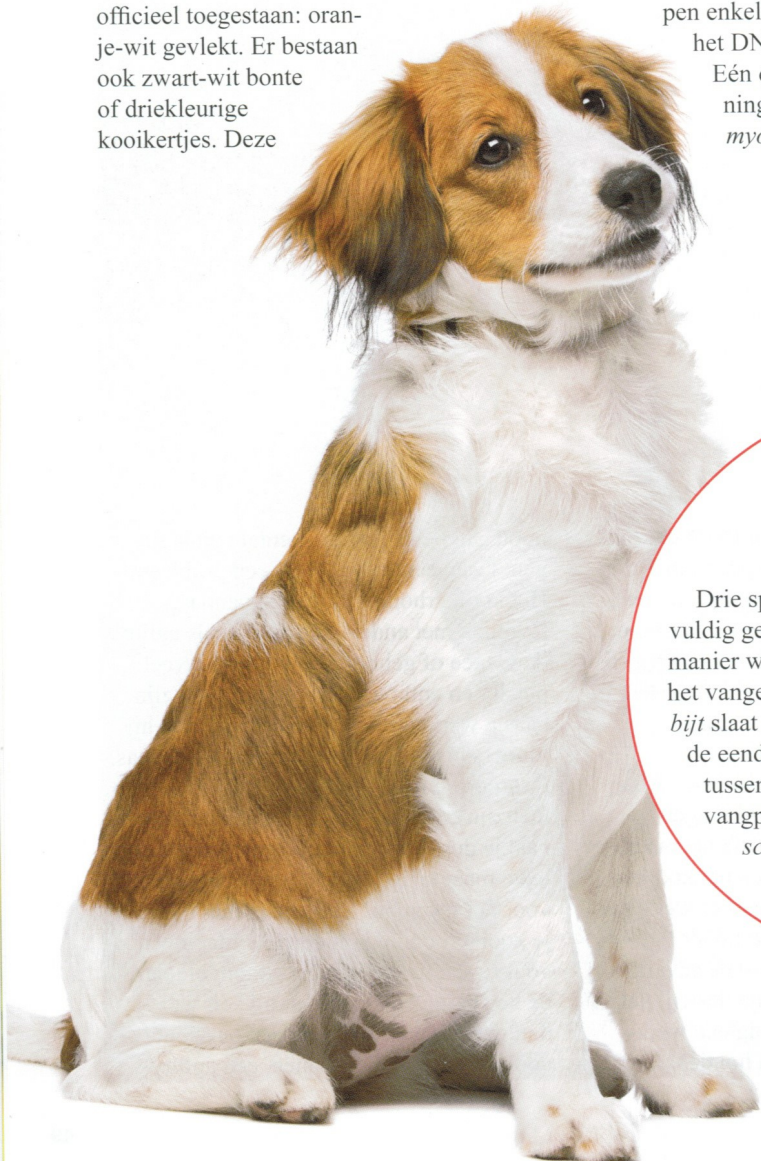 officieel toegestaan: oran-
je-wit gevlekt. Er bestaan
ook zwart-wit bonte
of driekleurige
kooikertjes. Deze
pen enkel
het DN
Eén
ning
myo
Drie sp
vuldig ge
manier w
het vange
bijt slaat
de eend
tussen
vangp
sc